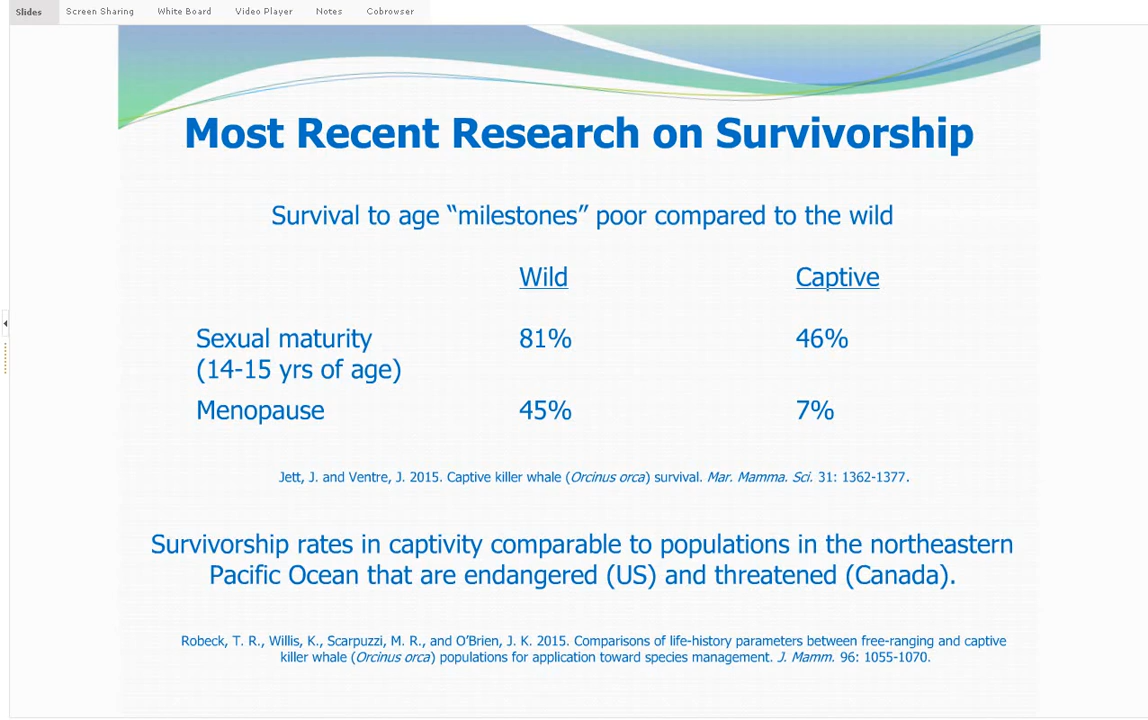 Slides Screen Sharing White Board Video Player Notes Cobrowser
Most Recent Research on Survivorship
Survival to age “milestones” poor compared to the wild
Wild Captive
Sexual maturity 81% 46%
(14-15 yrs of age)
Menopause 45% 7%
Jett, J. and Ventre, J. 2015. Captive killer whale (Orcinus orca) survival. Mar. Mamma. Sci. 31: 1362-1377.
Survivorship rates in captivity comparable to populations in the northeastern
Pacific Ocean that are endangered (US) and threatened (Canada).
Robeck, T. R., Willis, K., Scarpuzzi, M. R., and O’Brien, J. K. 2015. Comparisons of life-history parameters between free-ranging and captive
killer whale (Orcinus orca) populations for application toward species management. J. Mamm. 96: 1055-1070.